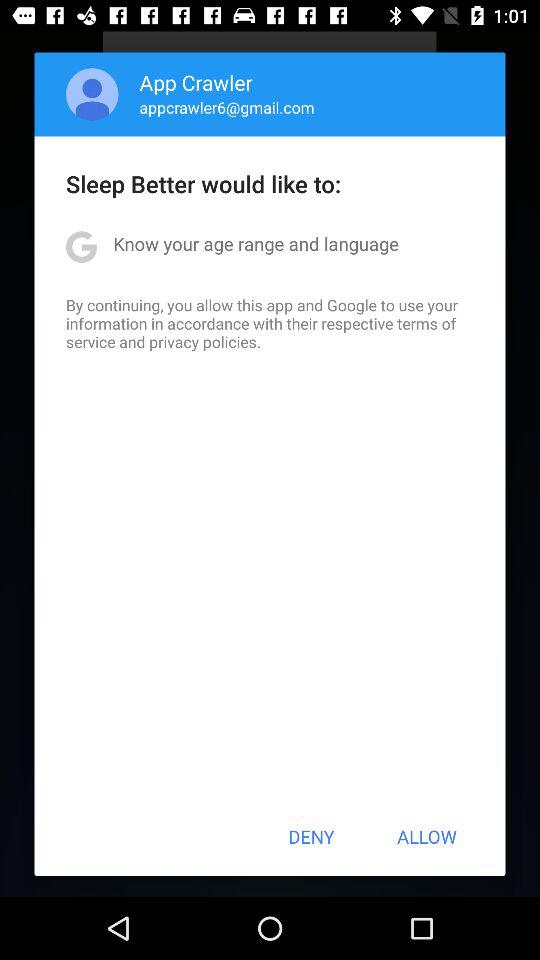 1:01
App Crawler
appcrawler6@gmail.com
Sleep Better would like to:
G Know your age range and language
By continuing, you allow this app and Google to use your
information in accordance with their respective terms of
service and privacy policies.
DENY ALLOW